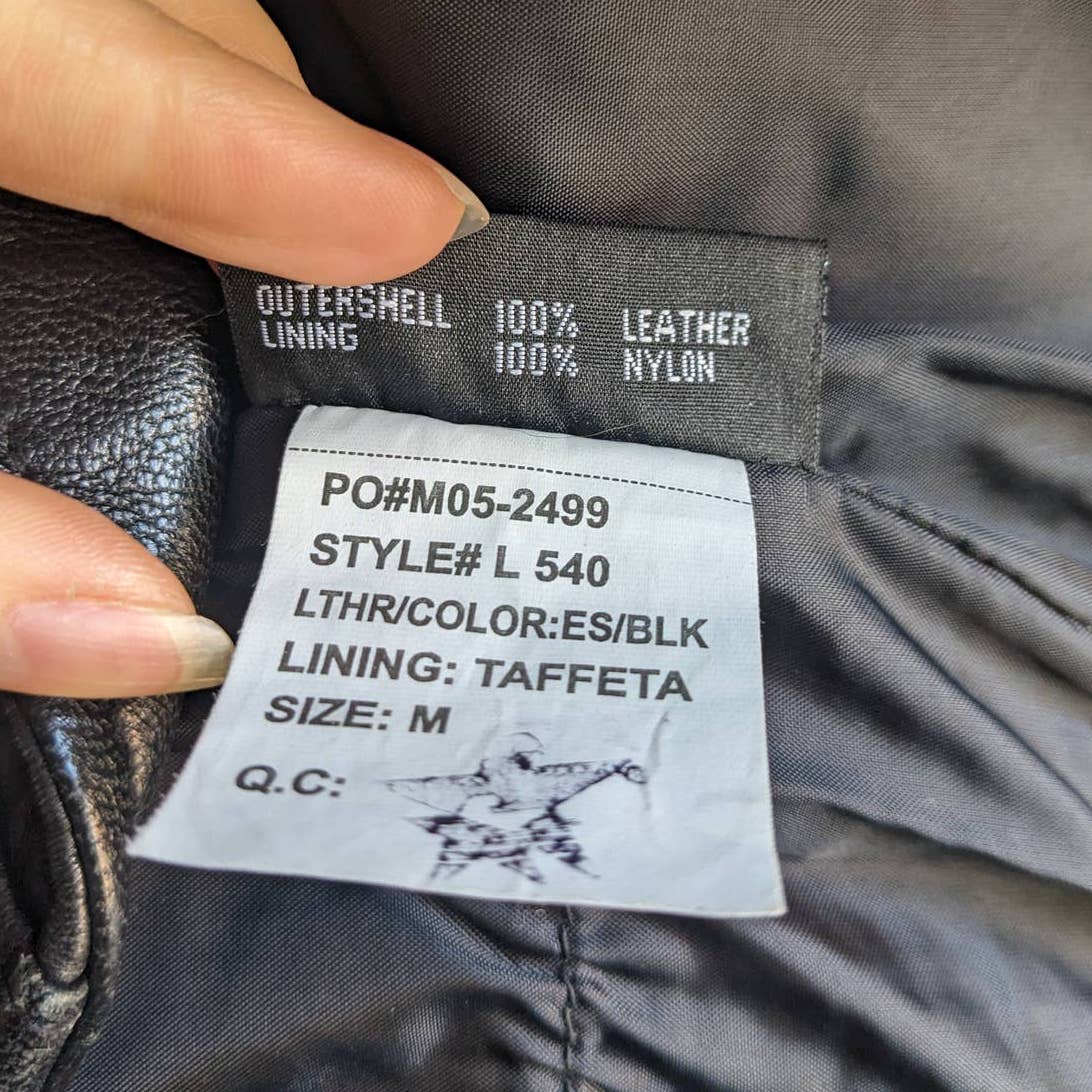 OUTERSHELL 100% LEATHER
LINING 100% NYLON
PO#M05-2499
STYLE# L 540
LTHR/COLOR:ES/BLK
LINING: TAFFETA
SIZE: M
Q.C: